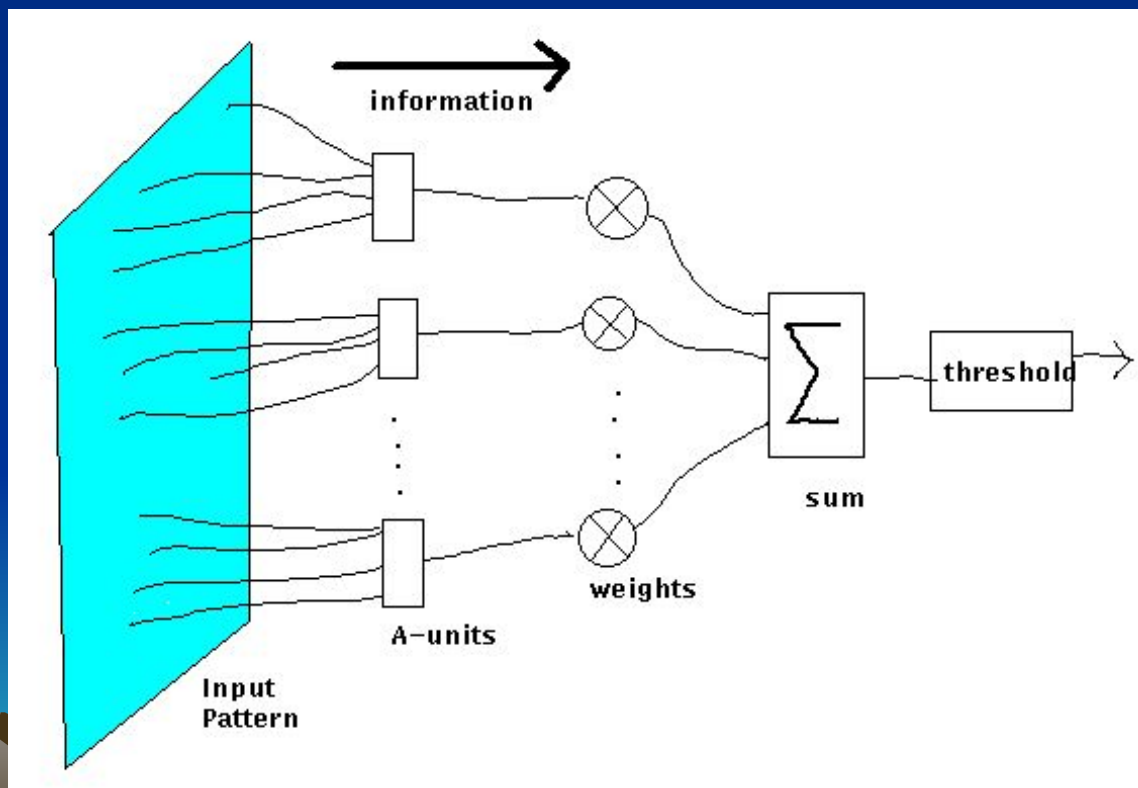 information
∑
threshold
sum
weights
A-units
Input
Pattern